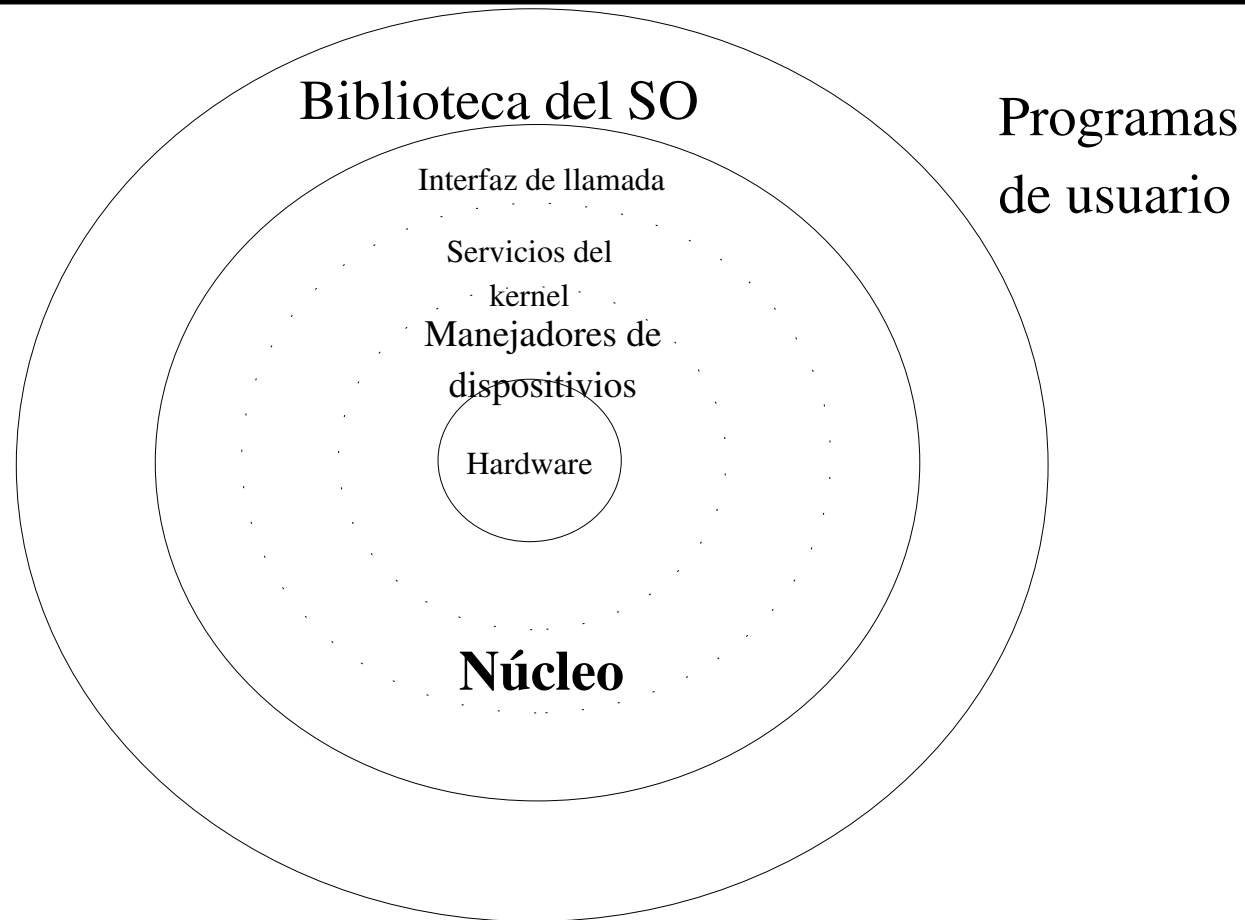 Biblioteca del SO
Programas
de usuario
Interfaz de llamada
Servicios del
kernel
Manejadores de
dispositivios
Hardware
Núcleo